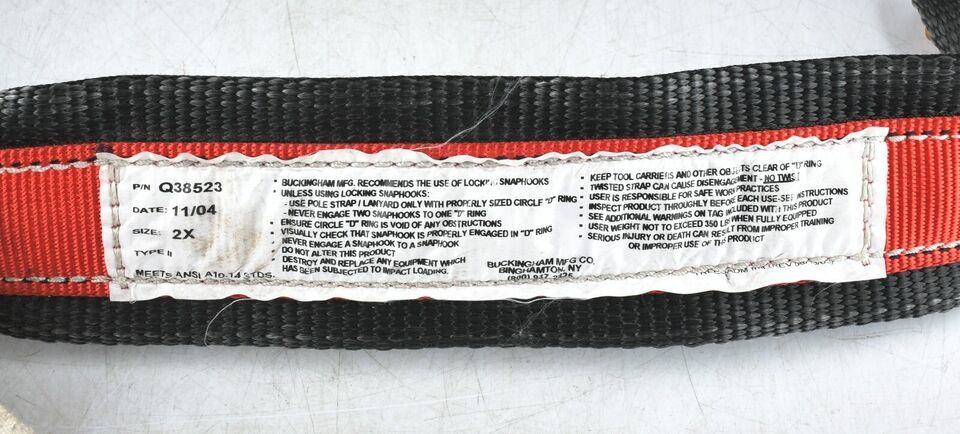 P/N Q38523
DATE: 11/04
SIZE: 2X
TYPE II
MEETS ANSI A10.14 STDS.
• BUCKINGHAM MFG. RECOMMENDS THE USE OF LOCKING SNAPHOOKS
UNLESS USING LOCKING SNAPHOOKS:
- USE POLE STRAP / LANYARD ONLY WITH PROPERLY SIZED CIRCLE "D" RING
- NEVER ENGAGE TWO SNAPHOOKS TO ONE "D" RING
ENSURE CIRCLE "D" RING IS VOID OF ANY OBSTRUCTIONS
VISUALLY CHECK THAT SNAPHOOK IS PROPERLY ENGAGED IN "D" RING
NEVER ENGAGE A SNAPHOOK TO A SNAPHOOK
DO NOT ALTER THIS PRODUCT
DESTROY AND REPLACE ANY EQUIPMENT WHICH
HAS BEEN SUBJECTED TO IMPACT LOADING.
BUCKINGHAM MFG CO.
BINGHAMTON, NY
(800) 937-2425
• KEEP TOOL CARRIERS AND OTHER OBJECTS CLEAR OF "D" RING
• TWISTED STRAP CAN CAUSE DISENGAGEMENT - NO TWIST
• USER IS RESPONSIBLE FOR SAFE WORK PRACTICES
• INSPECT PRODUCT THROUGHLY BEFORE EACH USE-SEE INSTRUCTIONS
• SEE ADDITIONAL WARNINGS ON TAG INCLUDED WITH THIS PRODUCT
• USER WEIGHT NOT TO EXCEED 350 LBS WHEN FULLY EQUIPPED
• SERIOUS INJURY OR DEATH CAN RESULT FROM IMPROPER TRAINING
OR IMPROPER USE OF THIS PRODUCT.